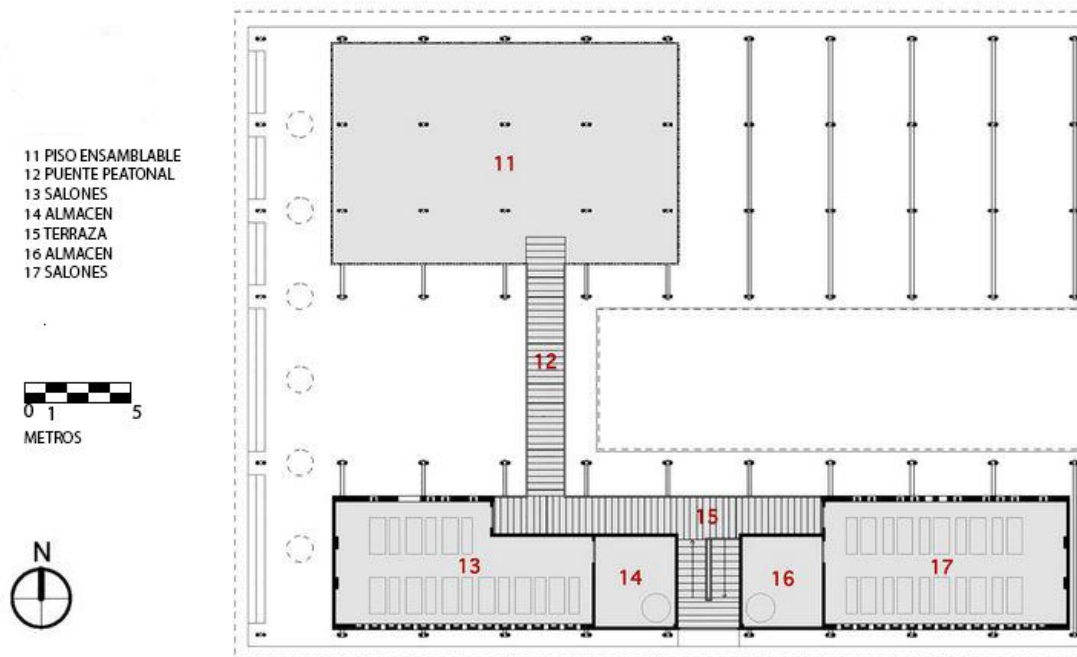 11 PISO ENSAMBLABLE
12 PUENTE PEATONAL
13 SALONES
14 ALMACEN
15 TERRAZA
16 ALMACEN
17 SALONES
0 1 5
METROS
N
11
12
15
13
14
16
17